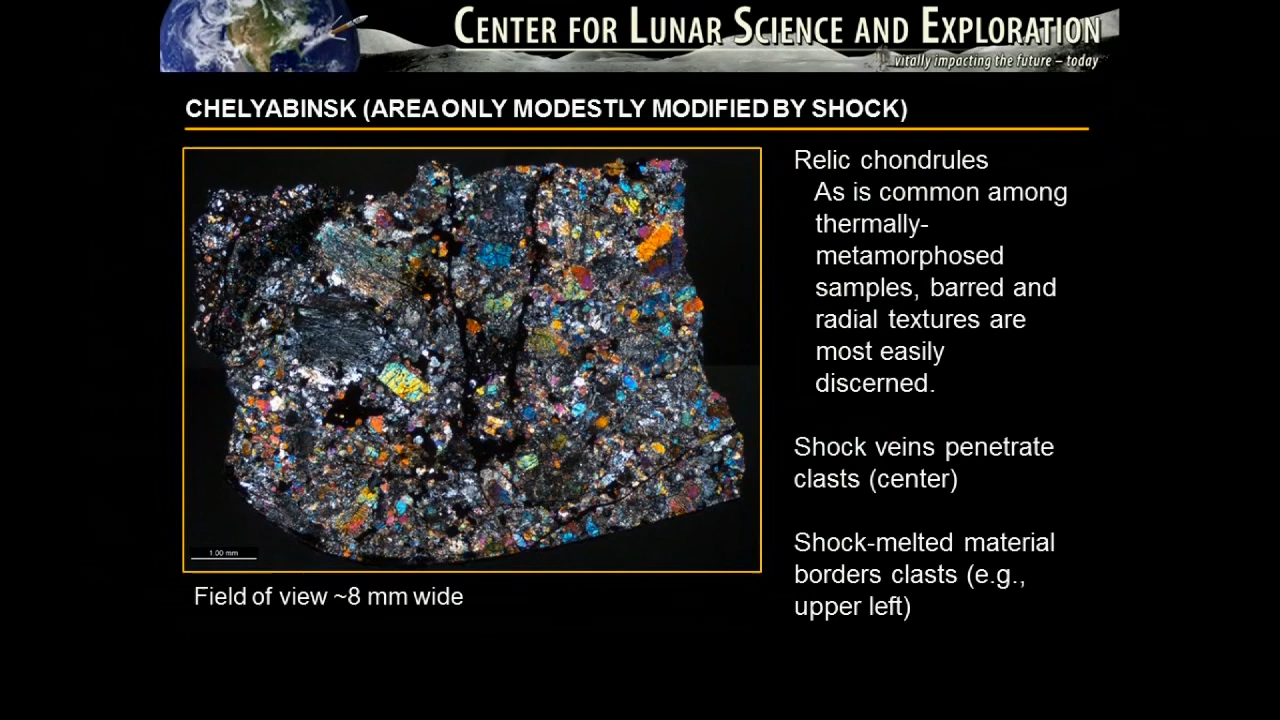 CENTER FOR LUNAR SCIENCE AND EXPLORATION
vitally impacting the future – today
CHELYABINSK (AREA ONLY MODESTLY MODIFIED BY SHOCK)
Relic chondrules
As is common among
thermally-
metamorphosed
samples, barred and
radial textures are
most easily
discerned.
Shock veins penetrate
clasts (center)
Shock-melted material
borders clasts (e.g.,
upper left)
1.00 mm
Field of view ~8 mm wide